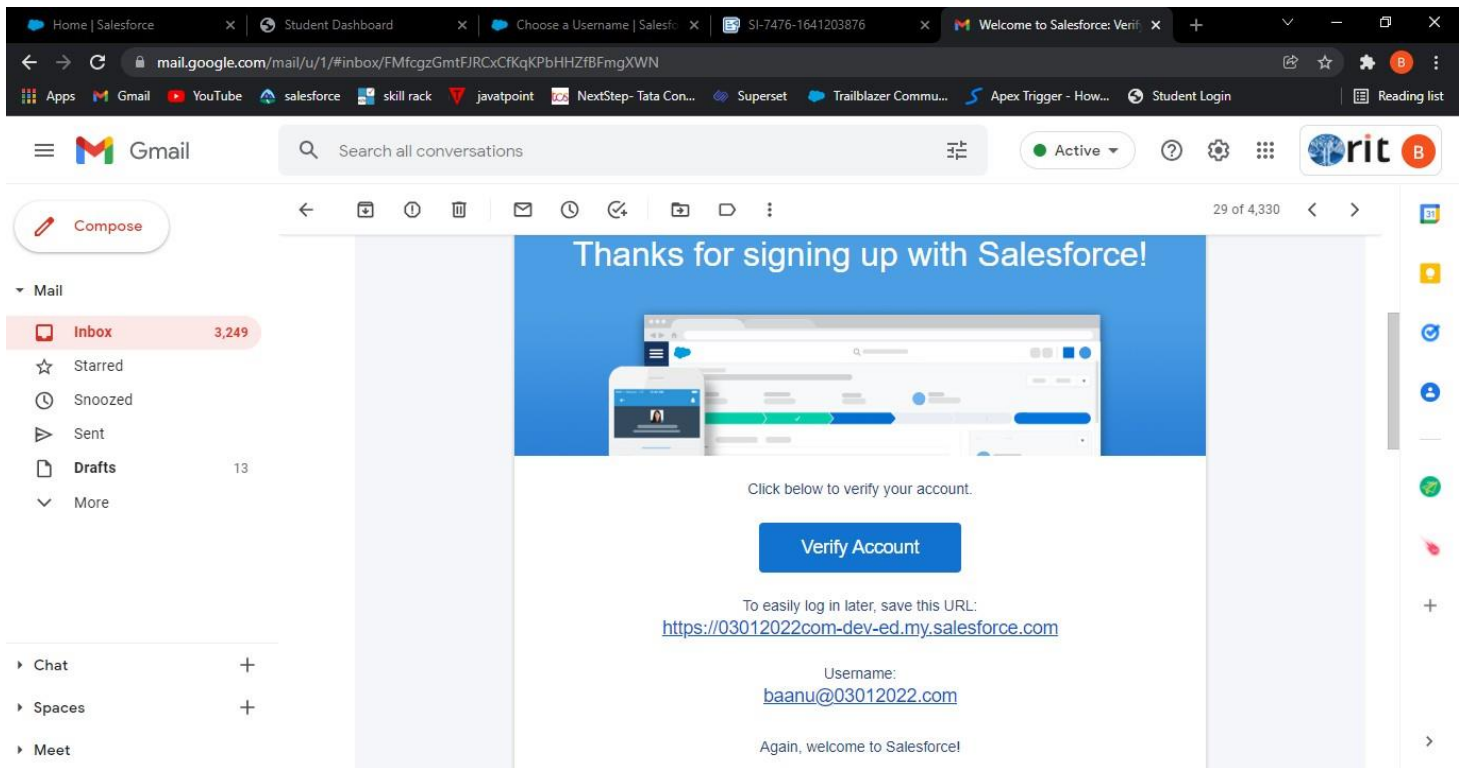 Home | Salesforce
Student Dashboard
Choose a Username | Salesfo
SI-7476-1641203876
Welcome to Salesforce: Verify
mail.google.com/mail/u/1/#inbox/FMfcgzGmtFJRCxCfKqKPbHHZfBFmgXWN
B
Apps
Gmail
YouTube
salesforce
skill rack
javatpoint
NextStep- Tata Con...
Superset
Trailblazer Commu...
Apex Trigger - How...
Student Login
Reading list
Gmail
Search all conversations
Active
rit
B
Compose
29 of 4,330
31
Mail
Inbox 3,249
Starred
Snoozed
Sent
Drafts 13
More
Chat
Spaces
Meet
Thanks for signing up with Salesforce!
Click below to verify your account.
Verify Account
To easily log in later, save this URL:
https://03012022com-dev-ed.my.salesforce.com
Username:
baanu@03012022.com
Again, welcome to Salesforce!